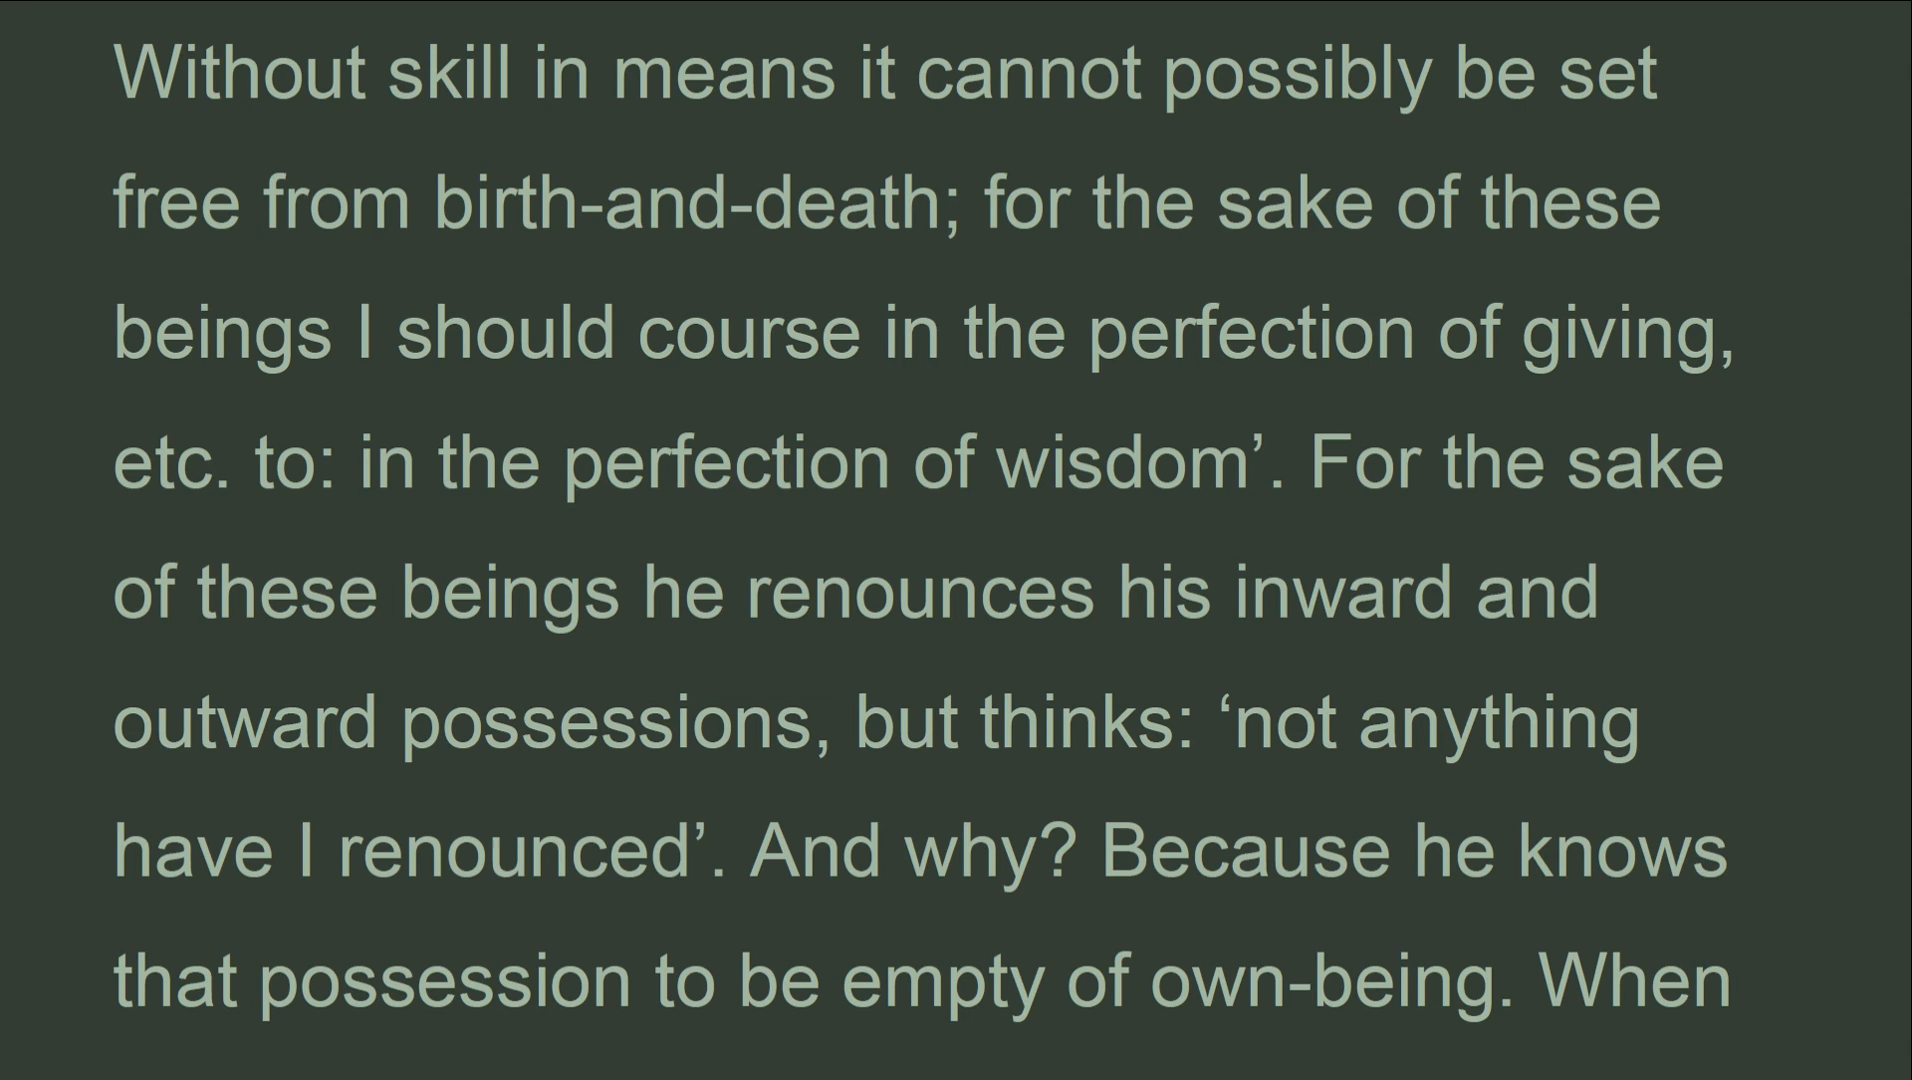 Without skill in means it cannot possibly be set
free from birth-and-death; for the sake of these
beings I should course in the perfection of giving,
etc. to: in the perfection of wisdom’. For the sake
of these beings he renounces his inward and
outward possessions, but thinks: ‘not anything
have I renounced’. And why? Because he knows
that possession to be empty of own-being. When